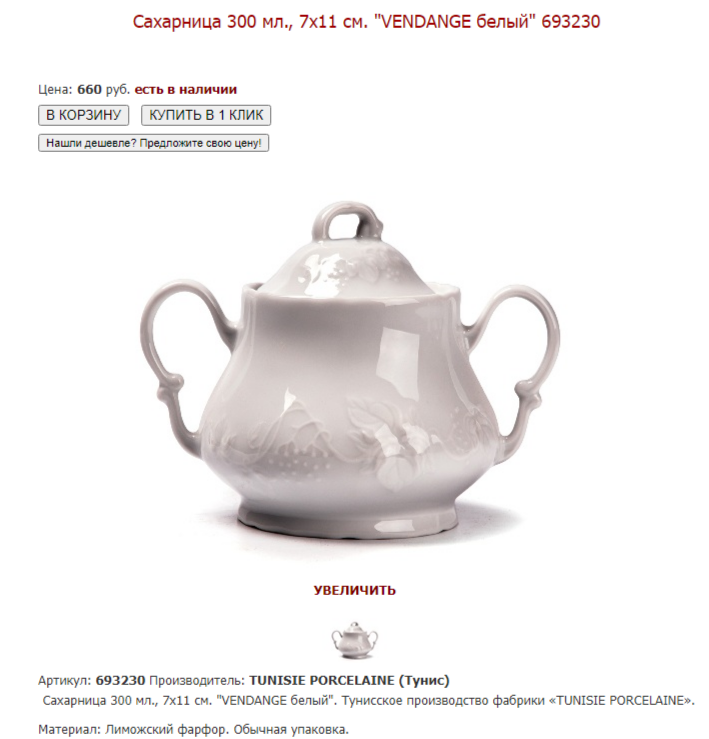 Сахарница 300 мл., 7х11 см. "VENDANGE белый" 693230
Цена: 660 руб. есть в наличии
В КОРЗИНУ КУПИТЬ В 1 КЛИК
Нашли дешевле? Предложите свою цену!
УВЕЛИЧИТЬ
Артикул: 693230 Производитель: TUNISIE PORCELAINE (Тунис)
Сахарница 300 мл., 7х11 см. "VENDANGE белый". Тунисское производство фабрики «TUNISIE PORCELAINE».
Материал: Лиможский фарфор. Обычная упаковка.